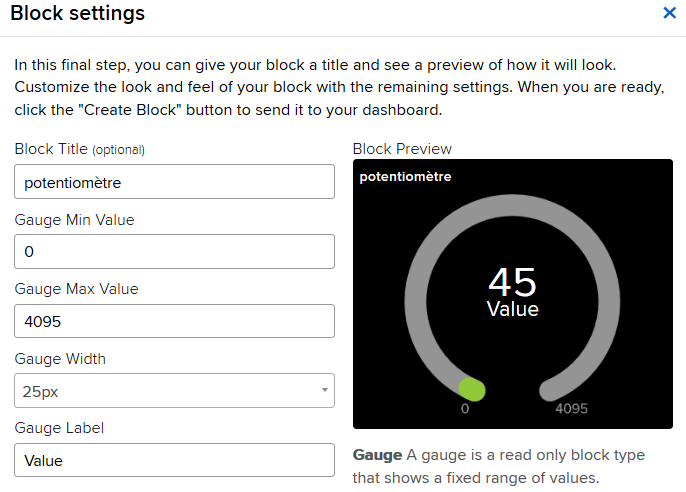 Block settings
In this final step, you can give your block a title and see a preview of how it will look.
Customize the look and feel of your block with the remaining settings. When you are ready,
click the "Create Block" button to send it to your dashboard.
Block Title (optional)
potentiomètre
Gauge Min Value
0
Gauge Max Value
4095
Gauge Width
25px
Gauge Label
Value
Block Preview
potentiomètre
45
Value
0
4095
Gauge A gauge is a read only block type
that shows a fixed range of values.